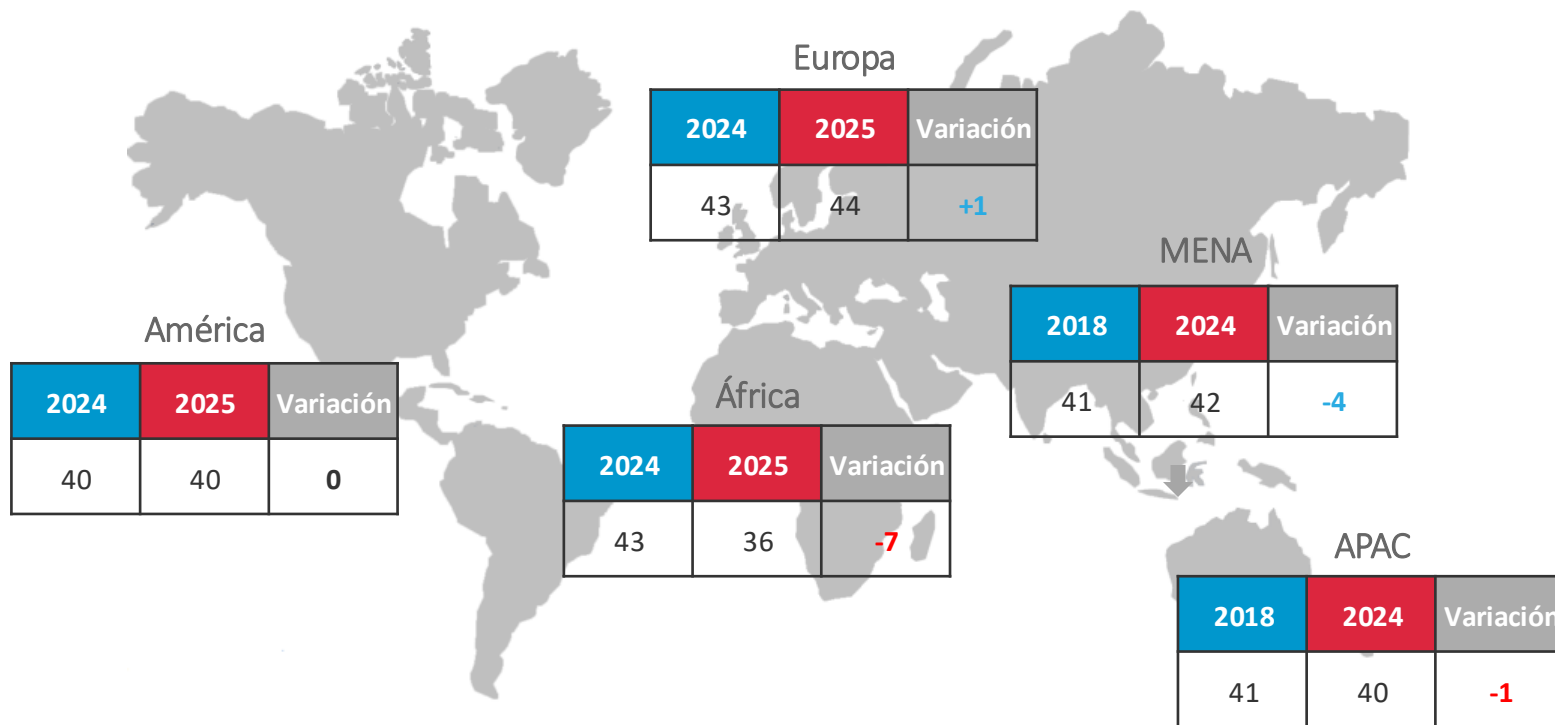 Europa
2024 2025 Variación
43 44 +1
MENA
2018 2024 Variación
41 42 -4
América
2024 2025 Variación
40 40 0
África
2024 2025 Variación
43 36 -7
APAC
2018 2024 Variación
41 40 -1